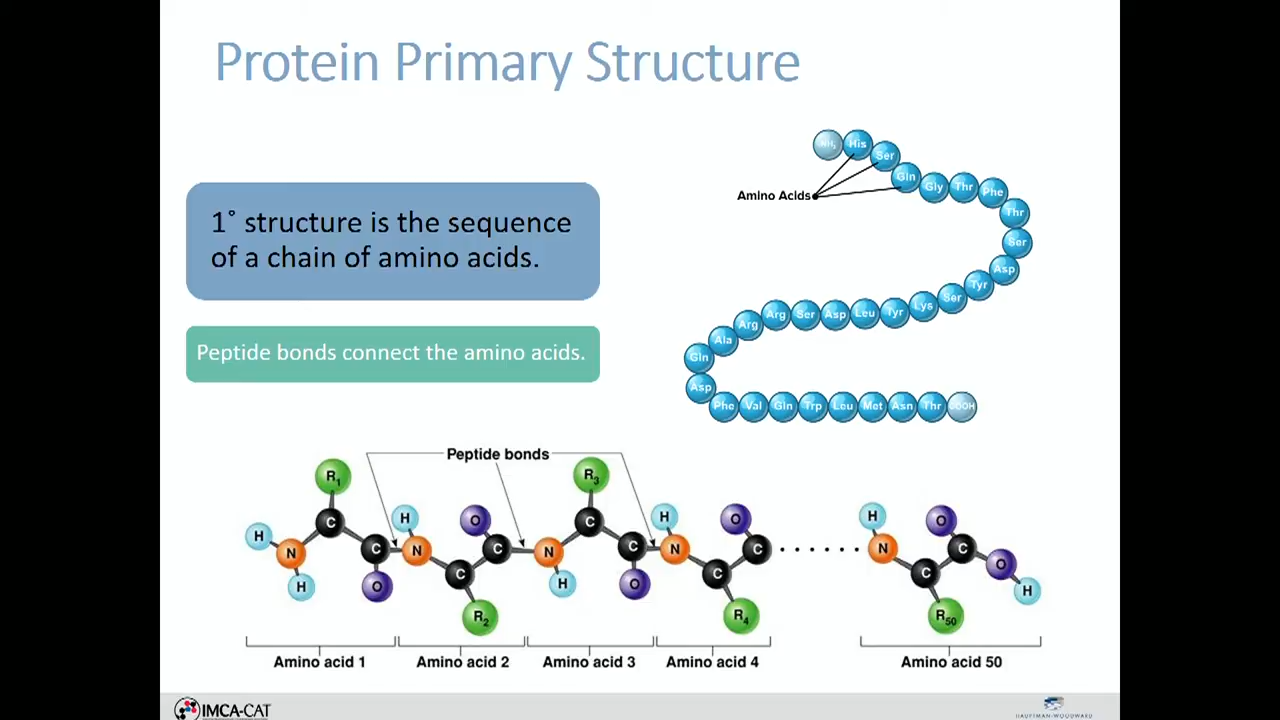 Protein Primary Structure
1˚ structure is the sequence
of a chain of amino acids.
Peptide bonds connect the amino acids.
Amino Acids
NH₂ His Ser Gln Gly Thr Phe Thr Ser Asp Tyr Ser Lys Tyr Leu Asp Ser Arg Arg Ala Gln Asp Phe Val Gln Trp Leu Met Asn Thr COOH
Peptide bonds
R₁ R₃
H H O H O H O
H N C C N C N C C N C N C O
H O C H O C C H
R₂ R₄ R₅₀
Amino acid 1 Amino acid 2 Amino acid 3 Amino acid 4 Amino acid 50
IMCA-CAT
HAUPTMAN-WOODWARD